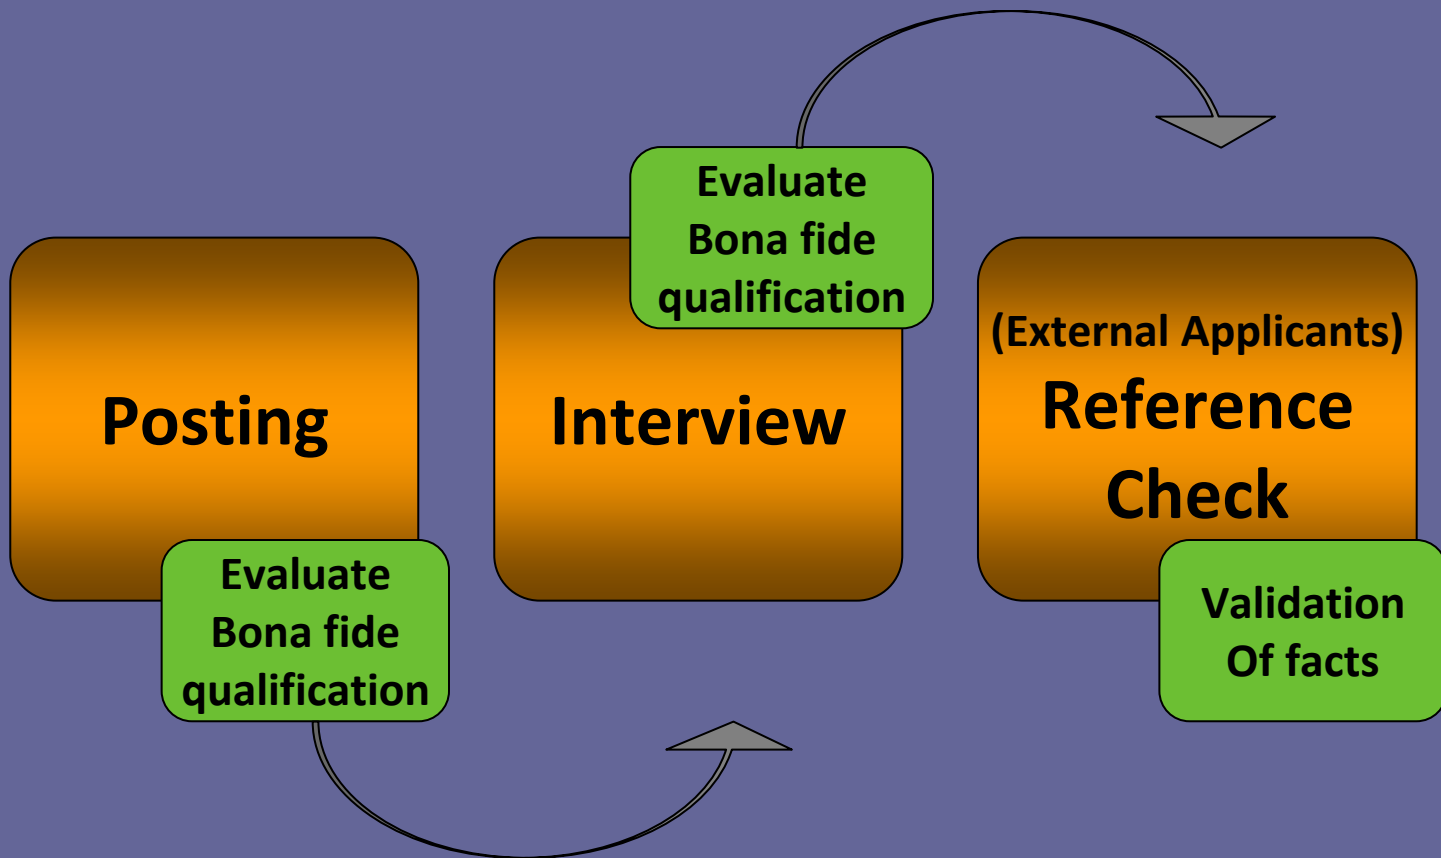 Posting
Evaluate
Bona fide
qualification
Interview
Evaluate
Bona fide
qualification
(External Applicants)
Reference
Check
Validation
Of facts